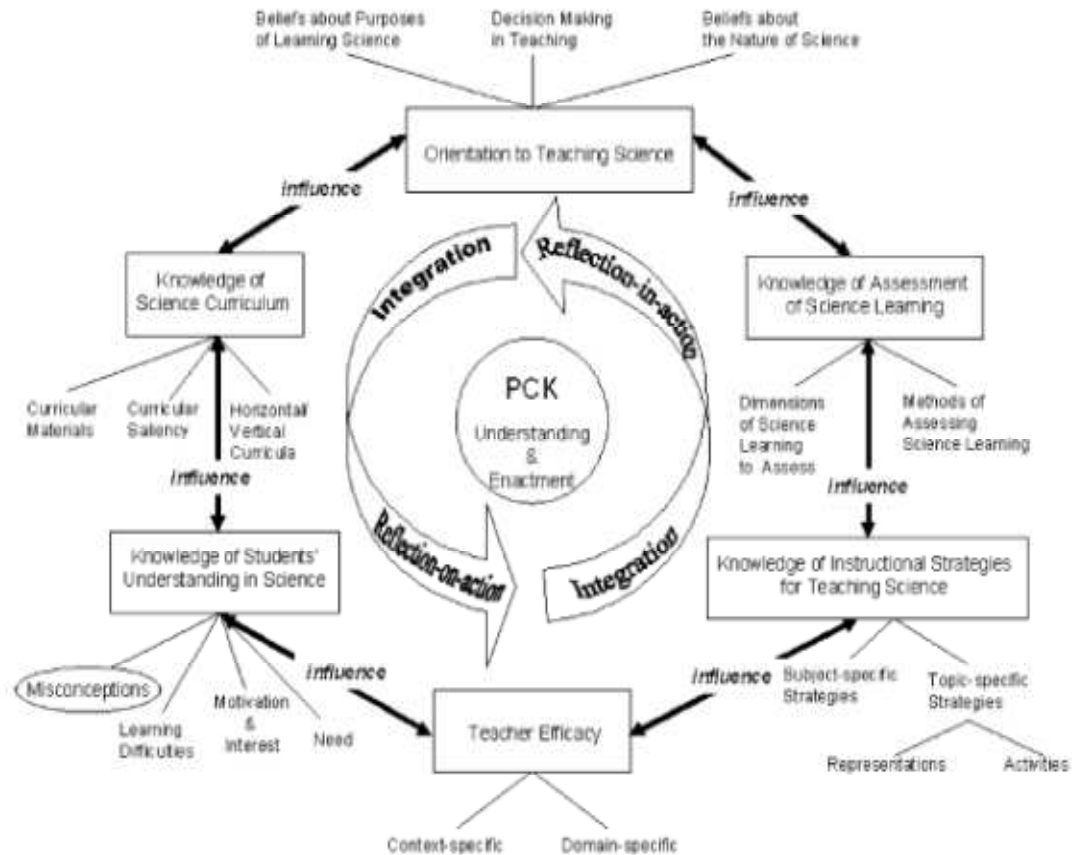 Beliefs about Purposes
of Learning Science
Decision Making
in Teaching
Beliefs about
the Nature of Science
Orientation to Teaching Science
influence
influence
Integration
Reflection-in-action
Knowledge of
Science Curriculum
Knowledge of Assessment
of Science Learning
PCK
Understanding
&
Enactment
Curricular
Materials
Curricular
Saliency
Horizontal/
Vertical
Curricula
Dimensions
of Science
Learning
to Assess
Methods of
Assessing
Science Learning
influence
influence
Knowledge of Students'
Understanding in Science
Reflection-on-action
Integration
Knowledge of Instructional Strategies
for Teaching Science
influence
influence
Misconceptions
Learning
Difficulties
Motivation
&
Interest
Need
Teacher Efficacy
Subject-specific
Strategies
Topic-specific
Strategies
Representations
Activities
Context-specific
Domain-specific